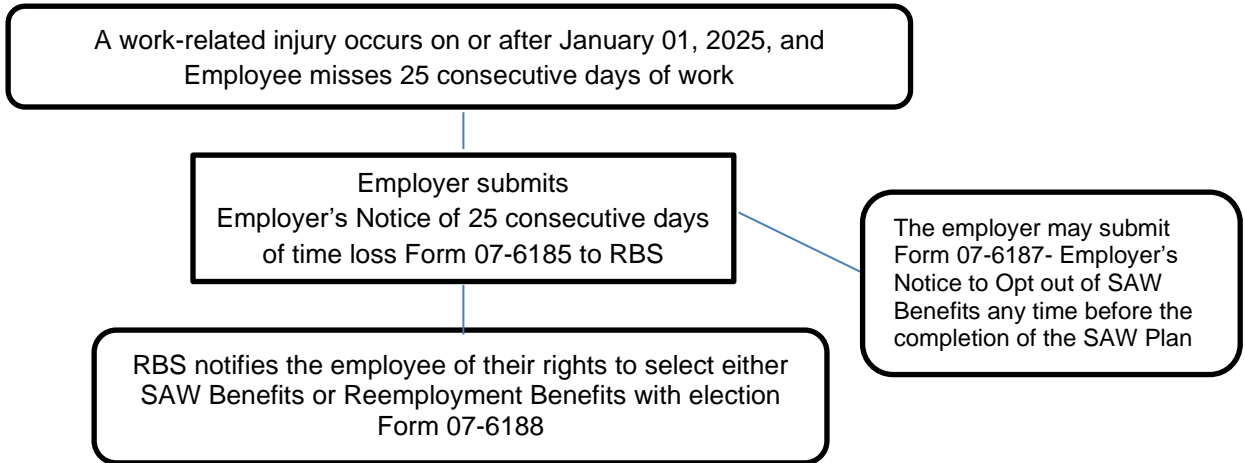 A work-related injury occurs on or after January 01, 2025, and
Employee misses 25 consecutive days of work
Employer submits
Employer’s Notice of 25 consecutive days
of time loss Form 07-6185 to RBS
The employer may submit
Form 07-6187- Employer’s
Notice to Opt out of SAW
Benefits any time before the
completion of the SAW Plan
RBS notifies the employee of their rights to select either
SAW Benefits or Reemployment Benefits with election
Form 07-6188